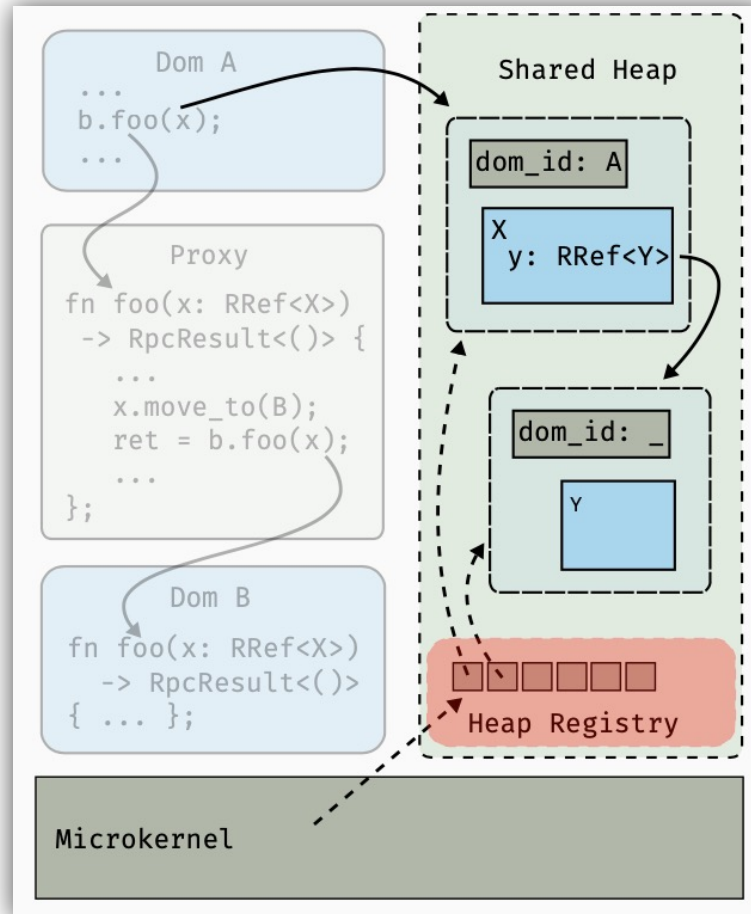 Dom A
...
b.foo(x);
...
Proxy
fn foo(x: RRef<X>)
-> RpcResult<()> {
...
x.move_to(B);
ret = b.foo(x);
...
};
Dom B
fn foo(x: RRef<X>)
-> RpcResult<()>
{ ... };
Shared Heap
dom_id: A
X
y: RRef<Y>
dom_id: _
Y
Heap Registry
Microkernel